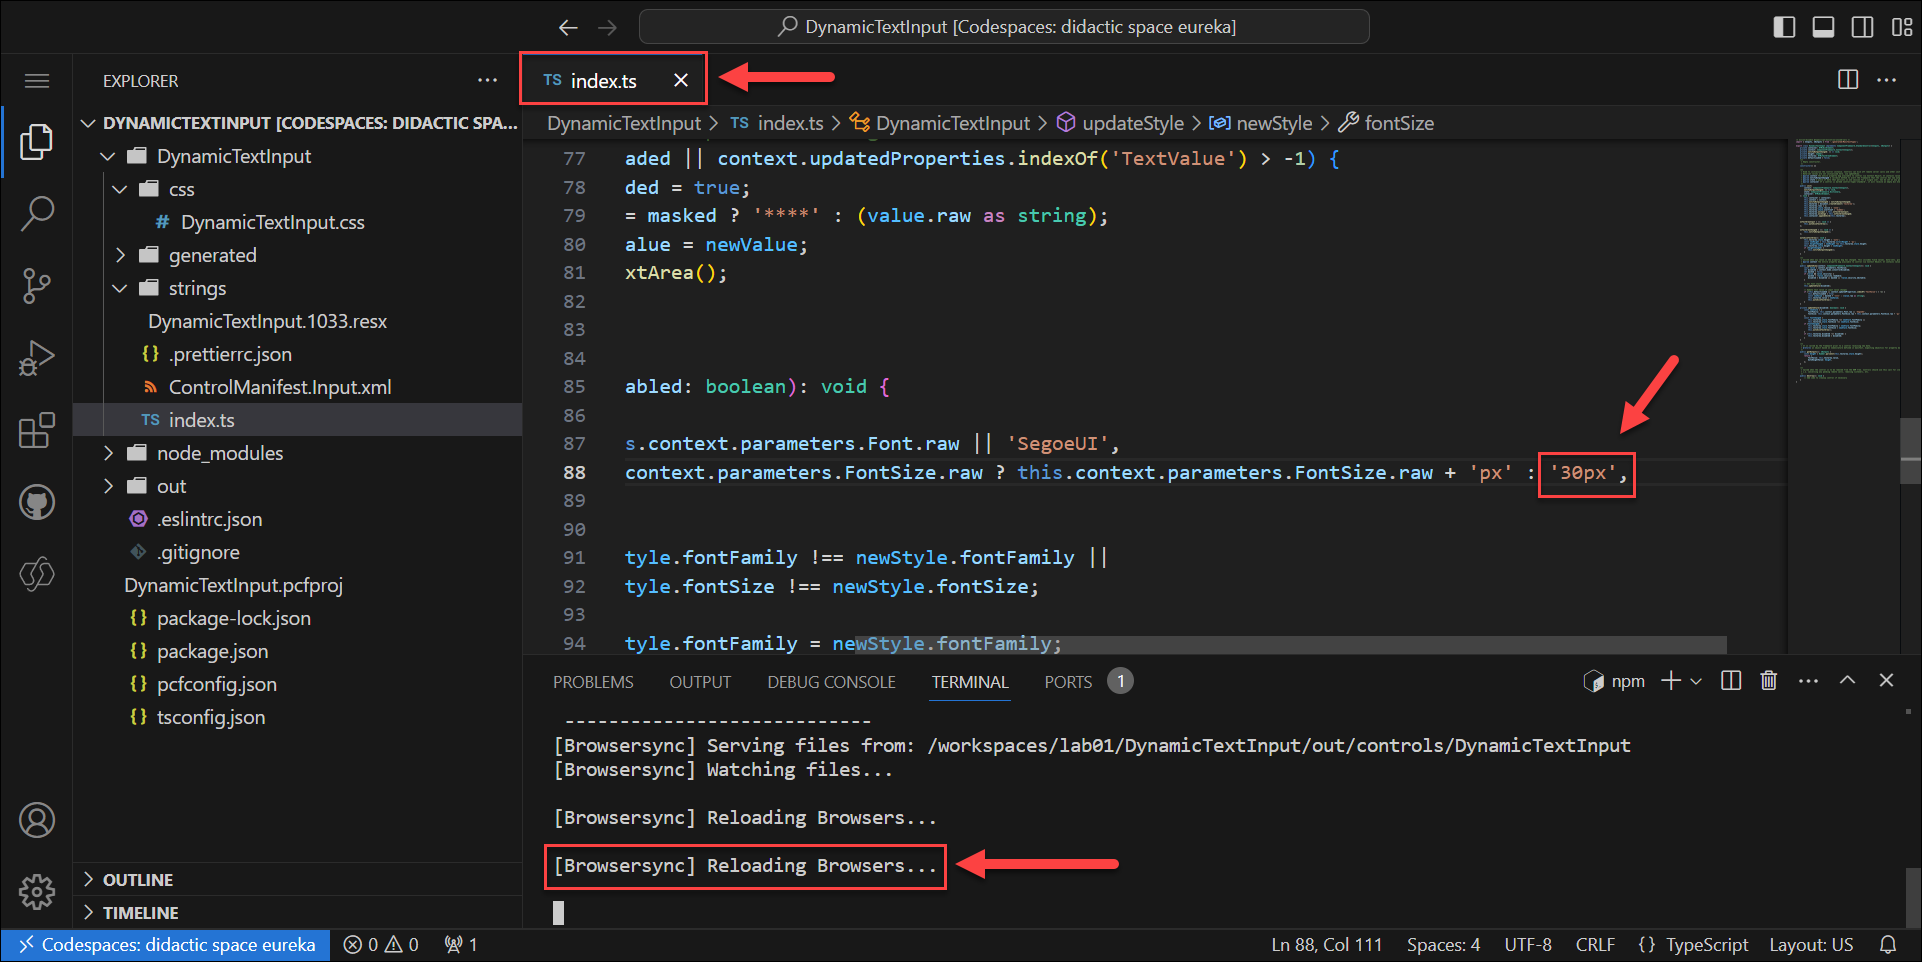 DynamicTextInput [Codespaces: didactic space eureka]
EXPLORER
DYNAMICTEXTINPUT [CODESPACES: DIDACTIC SPA...
DynamicTextInput
css
# DynamicTextInput.css
generated
strings
DynamicTextInput.1033.resx
{} .prettierrc.json
ControlManifest.Input.xml
TS index.ts
node_modules
out
.eslintrc.json
.gitignore
DynamicTextInput.pcfproj
{} package-lock.json
{} package.json
{} pcfconfig.json
{} tsconfig.json
OUTLINE
TIMELINE
TS index.ts
DynamicTextInput > TS index.ts > DynamicTextInput > updateStyle > newStyle > fontSize
77 aded || context.updatedProperties.indexOf('TextValue') > -1) {
78 ded = true;
79 = masked ? '****' : (value.raw as string);
80 alue = newValue;
81 xtArea();
82
83
84
85 abled: boolean): void {
86
87 s.context.parameters.Font.raw || 'SegoeUI',
88 context.parameters.FontSize.raw ? this.context.parameters.FontSize.raw + 'px' : '30px',
89
90
91 tyle.fontFamily !== newStyle.fontFamily ||
92 tyle.fontSize !== newStyle.fontSize;
93
94 tyle.fontFamily = newStyle.fontFamily;
PROBLEMS OUTPUT DEBUG CONSOLE TERMINAL PORTS 1
npm
----------------------------
[Browsersync] Serving files from: /workspaces/lab01/DynamicTextInput/out/controls/DynamicTextInput
[Browsersync] Watching files...
[Browsersync] Reloading Browsers...
[Browsersync] Reloading Browsers...
Codespaces: didactic space eureka 0 0 1
Ln 88, Col 111 Spaces: 4 UTF-8 CRLF {} TypeScript Layout: US